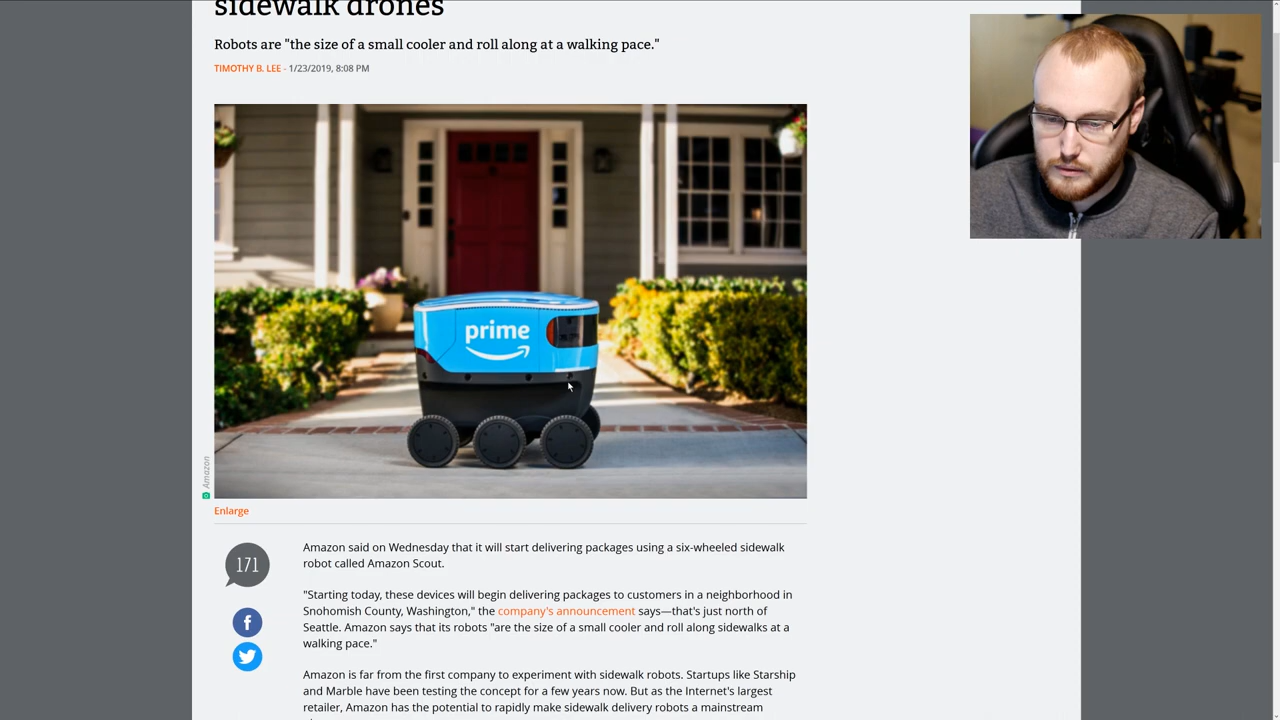 sidewalk drones
Robots are "the size of a small cooler and roll along at a walking pace."
TIMOTHY B. LEE - 1/23/2019, 8:08 PM
prime
Amazon
Enlarge
171
Amazon said on Wednesday that it will start delivering packages using a six-wheeled sidewalk
robot called Amazon Scout.
"Starting today, these devices will begin delivering packages to customers in a neighborhood in
Snohomish County, Washington," the company's announcement says—that's just north of
Seattle. Amazon says that its robots "are the size of a small cooler and roll along sidewalks at a
walking pace."
Amazon is far from the first company to experiment with sidewalk robots. Startups like Starship
and Marble have been testing the concept for a few years now. But as the Internet's largest
retailer, Amazon has the potential to rapidly make sidewalk delivery robots a mainstream